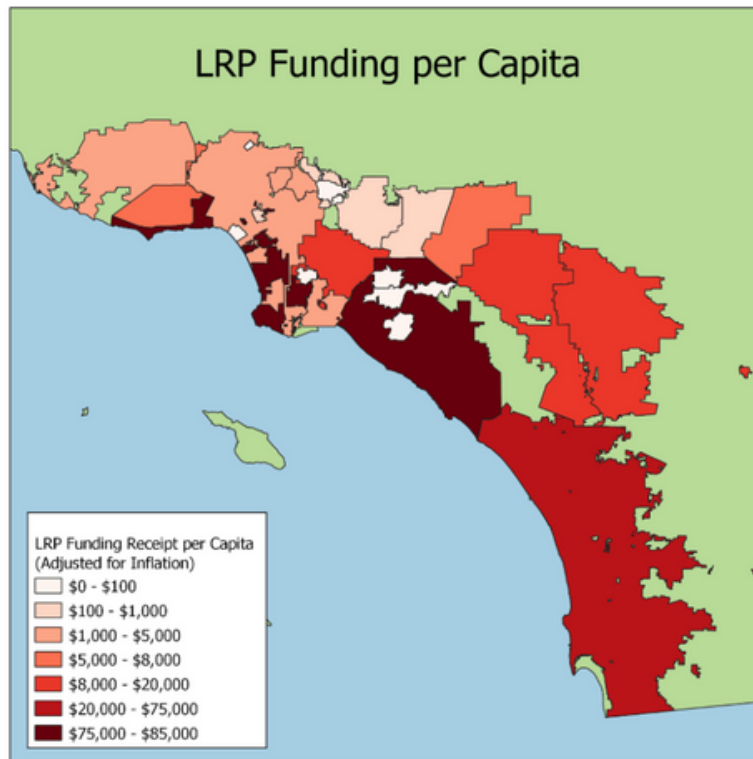 LRP Funding per Capita
LRP Funding Receipt per Capita
(Adjusted for Inflation)
$0 - $100
$100 - $1,000
$1,000 - $5,000
$5,000 - $8,000
$8,000 - $20,000
$20,000 - $75,000
$75,000 - $85,000